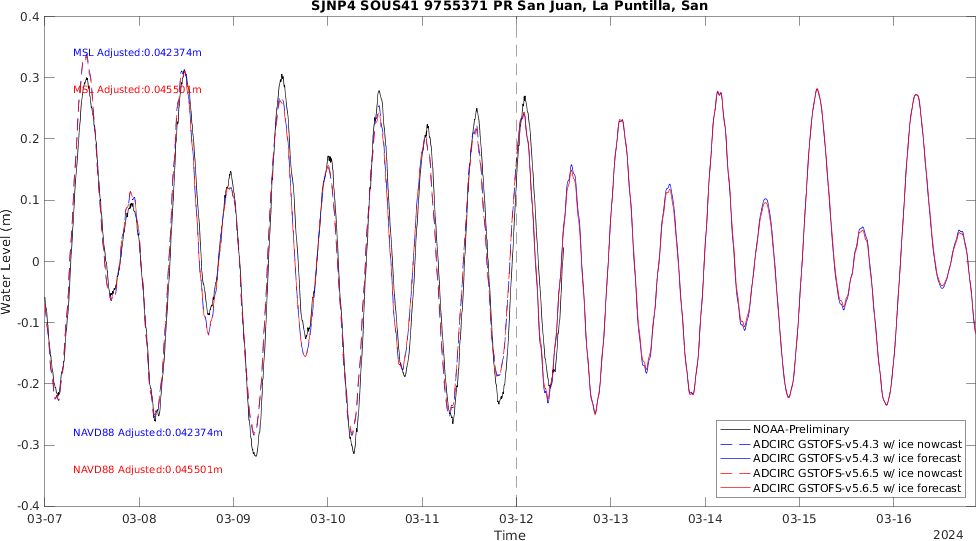 SJNP4 SOUS41 9755371 PR San Juan, La Puntilla, San
0.4
0.3
0.2
0.1
0
-0.1
-0.2
-0.3
-0.4
Water Level (m)
MSL Adjusted:0.042374m
MSL Adjusted:0.045501m
NAVD88 Adjusted:0.042374m
NAVD88 Adjusted:0.045501m
NOAA-Preliminary
ADCIRC GSTOFS-v5.4.3 w/ ice nowcast
ADCIRC GSTOFS-v5.4.3 w/ ice forecast
ADCIRC GSTOFS-v5.6.5 w/ ice nowcast
ADCIRC GSTOFS-v5.6.5 w/ ice forecast
03-07 03-08 03-09 03-10 03-11 03-12 03-13 03-14 03-15 03-16
Time
2024